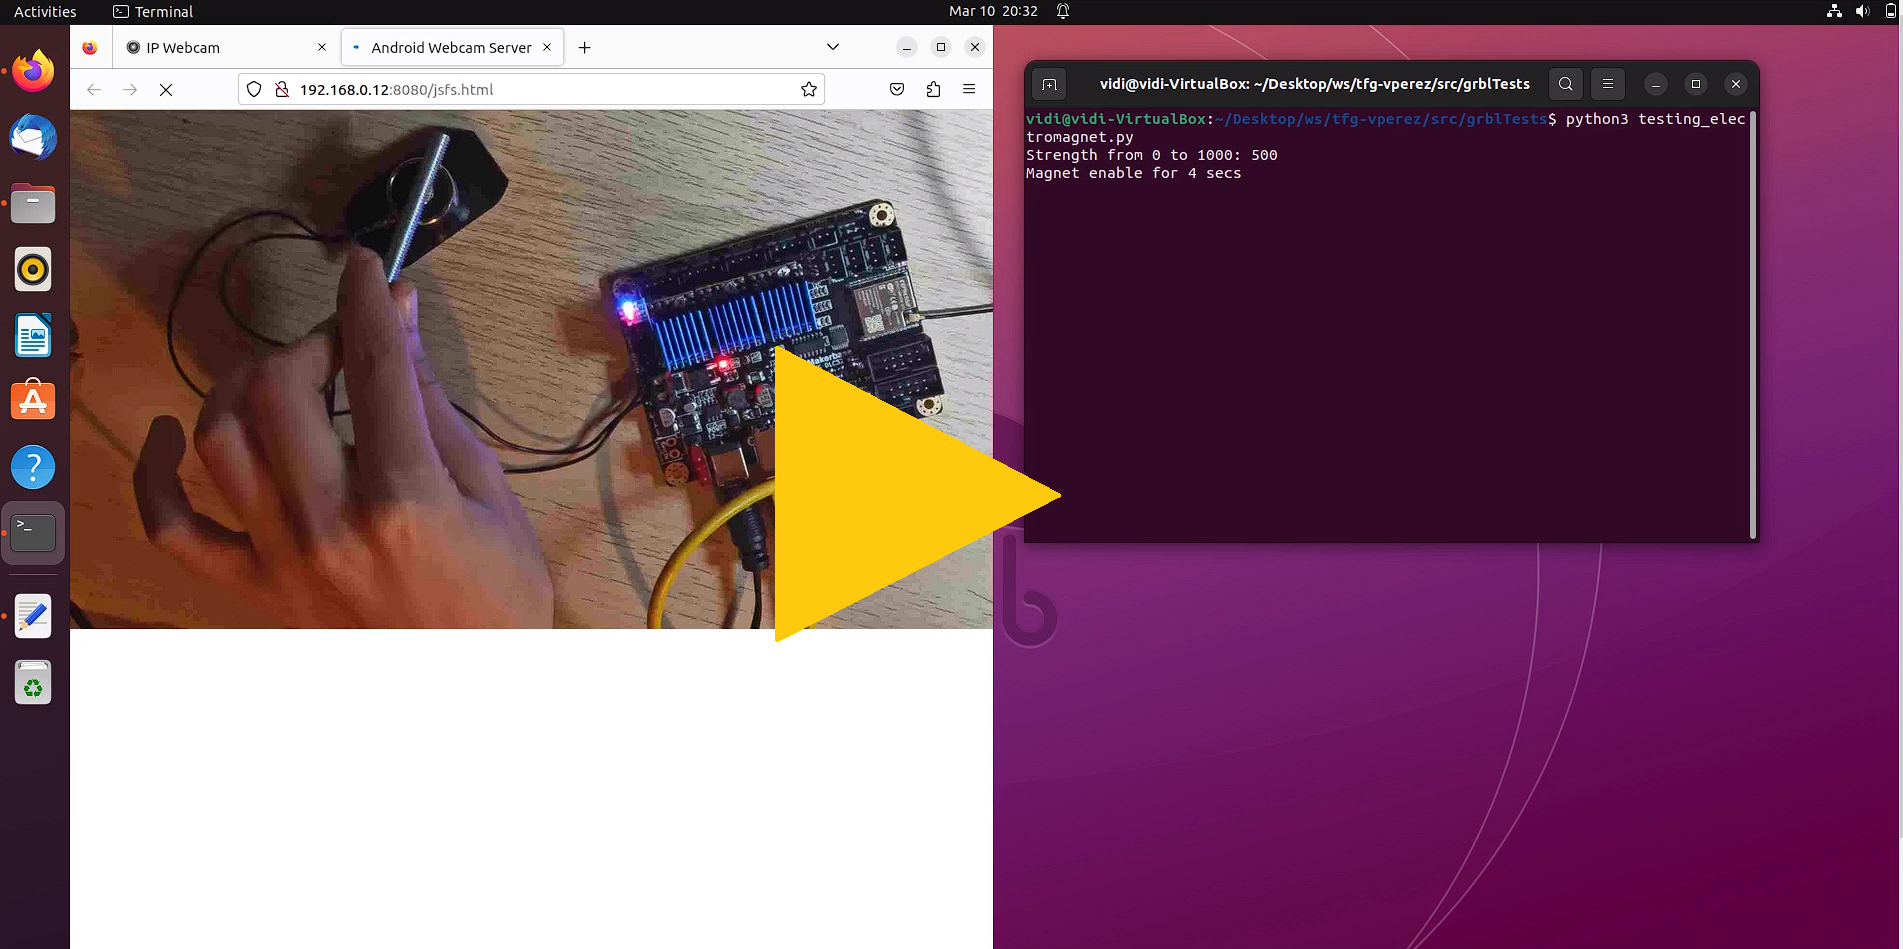 Activities
Terminal
Mar 10 20:32
IP Webcam
Android Webcam Server
192.168.0.12:8080/jsfs.html
vidi@vidi-VirtualBox: ~/Desktop/ws/tfg-vperez/src/grblTests
vidi@vidi-VirtualBox:~/Desktop/ws/tfg-vperez/src/grblTests$ python3 testing_elec
tromagnet.py
Strength from 0 to 1000: 500
Magnet enable for 4 secs